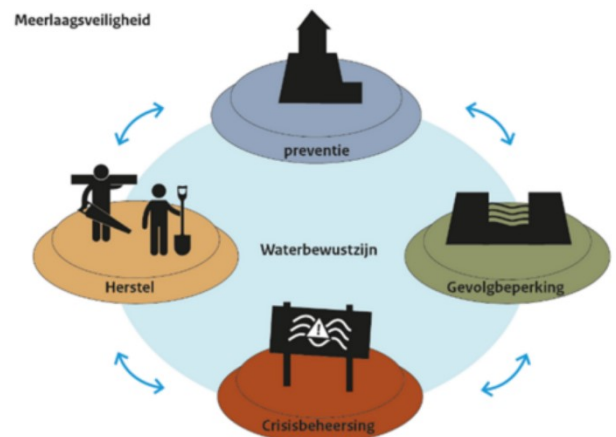 Meerlaagsveiligheid
preventie
Herstel
Waterbewustzijn
Gevolgbeperking
Crisisbeheersing